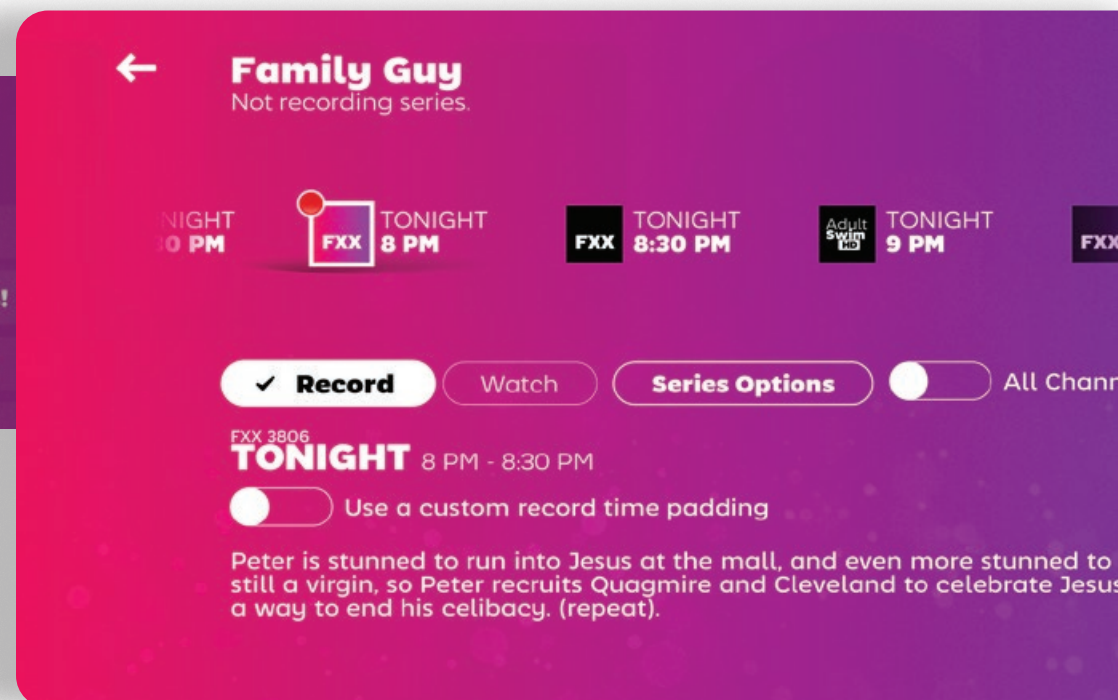 !
Family Guy
Not recording series.
NIGHT TONIGHT TONIGHT TONIGHT
0 PM FXX 8 PM FXX 8:30 PM Adult Swim HD 9 PM FXX
✓ Record Watch Series Options All Chann
FXX 3806
TONIGHT 8 PM - 8:30 PM
Use a custom record time padding
Peter is stunned to run into Jesus at the mall, and even more stunned to
still a virgin, so Peter recruits Quagmire and Cleveland to celebrate Jesus
a way to end his celibacy. (repeat).